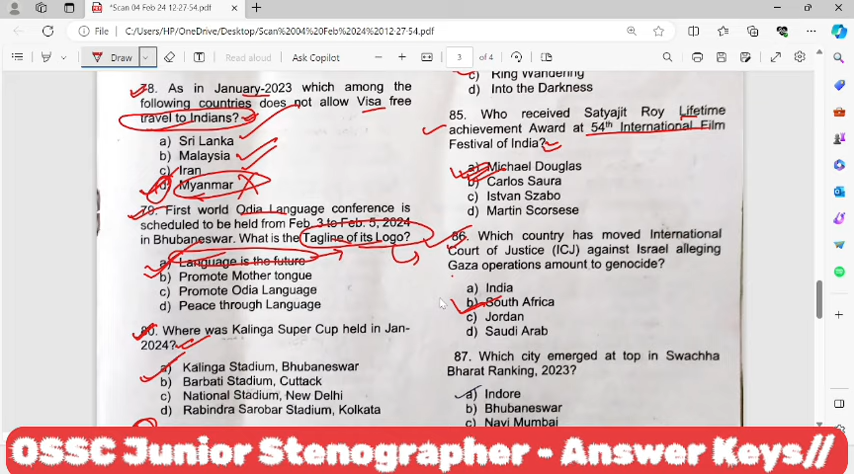 *Scan 04 Feb 24 12-27-54.pdf
File
C:/Users/HP/OneDrive/Desktop/Scan%2004%20Feb%2024%2012-27-54.pdf
Draw
Read aloud
Ask Copilot
3 of 4
78. As in January-2023 which among the
following countries does not allow Visa free
travel to Indians?
a) Sri Lanka
b) Malaysia
c) Iran
d) Myanmar
79. First world Odia Language conference is
scheduled to be held from Feb. 3 to Feb. 5, 2024
in Bhubaneswar. What is the Tagline of its Logo?
a) Language is the future
b) Promote Mother tongue
c) Promote Odia Language
d) Peace through Language
80. Where was Kalinga Super Cup held in Jan-
2024?
a) Kalinga Stadium, Bhubaneswar
b) Barbati Stadium, Cuttack
c) National Stadium, New Delhi
d) Rabindra Sarobar Stadium, Kolkata
c) Ring Wandering
d) Into the Darkness
85. Who received Satyajit Roy Lifetime
achievement Award at 54th International Film
Festival of India?
a) Michael Douglas
b) Carlos Saura
c) Istvan Szabo
d) Martin Scorsese
86. Which country has moved International
Court of Justice (ICJ) against Israel alleging
Gaza operations amount to genocide?
a) India
b) South Africa
c) Jordan
d) Saudi Arab
87. Which city emerged at top in Swachha
Bharat Ranking, 2023?
a) Indore
b) Bhubaneswar
c) Navi Mumbai
OSSC Junior Stenographer - Answer Keys//